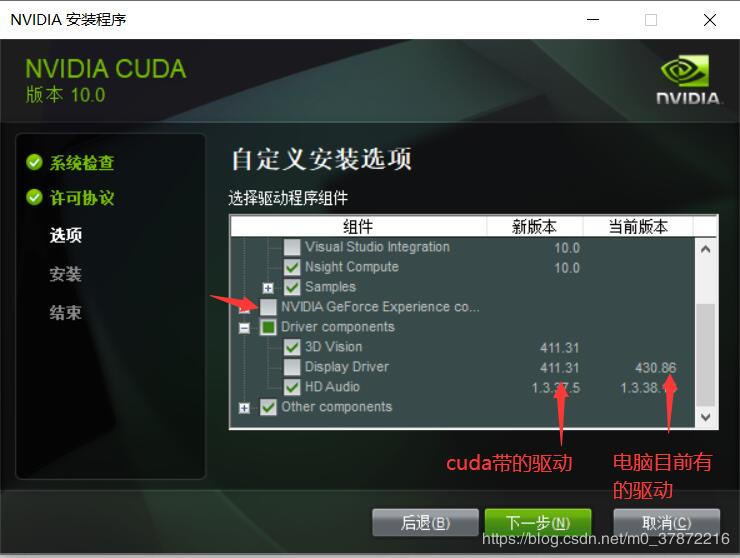 NVIDIA 安装程序
NVIDIA CUDA
版本 10.0
NVIDIA.
系统检查
许可协议
选项
安装
结束
自定义安装选项
选择驱动程序组件
组件 新版本 当前版本
Visual Studio Integration 10.0
Nsight Compute 10.0
Samples
NVIDIA GeForce Experience co...
Driver components
3D Vision 411.31
Display Driver 411.31 430.86
HD Audio 1.3.37.5 1.3.38.
Other components
cuda带的驱动
电脑目前有
的驱动
后退(B) 下一步(N) 取消(C)
https://blog.csdn.net/m0_37872216